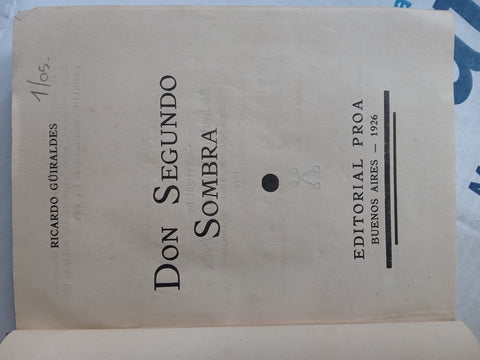 1/05.
RICARDO GÜIRALDES
DON SEGUNDO
SOMBRA
EDITORIAL PROA
BUENOS AIRES — 1926